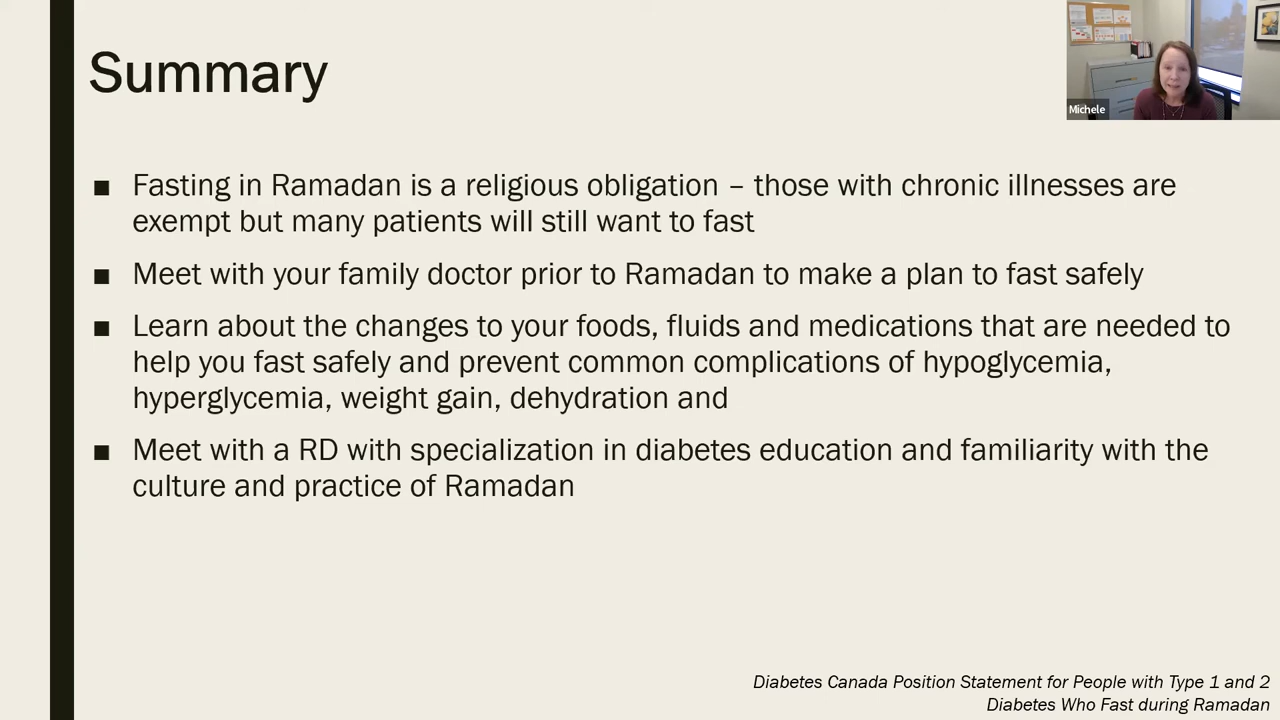 Summary
Michele
■ Fasting in Ramadan is a religious obligation – those with chronic illnesses are
exempt but many patients will still want to fast
■ Meet with your family doctor prior to Ramadan to make a plan to fast safely
■ Learn about the changes to your foods, fluids and medications that are needed to
help you fast safely and prevent common complications of hypoglycemia,
hyperglycemia, weight gain, dehydration and
■ Meet with a RD with specialization in diabetes education and familiarity with the
culture and practice of Ramadan
Diabetes Canada Position Statement for People with Type 1 and 2
Diabetes Who Fast during Ramadan